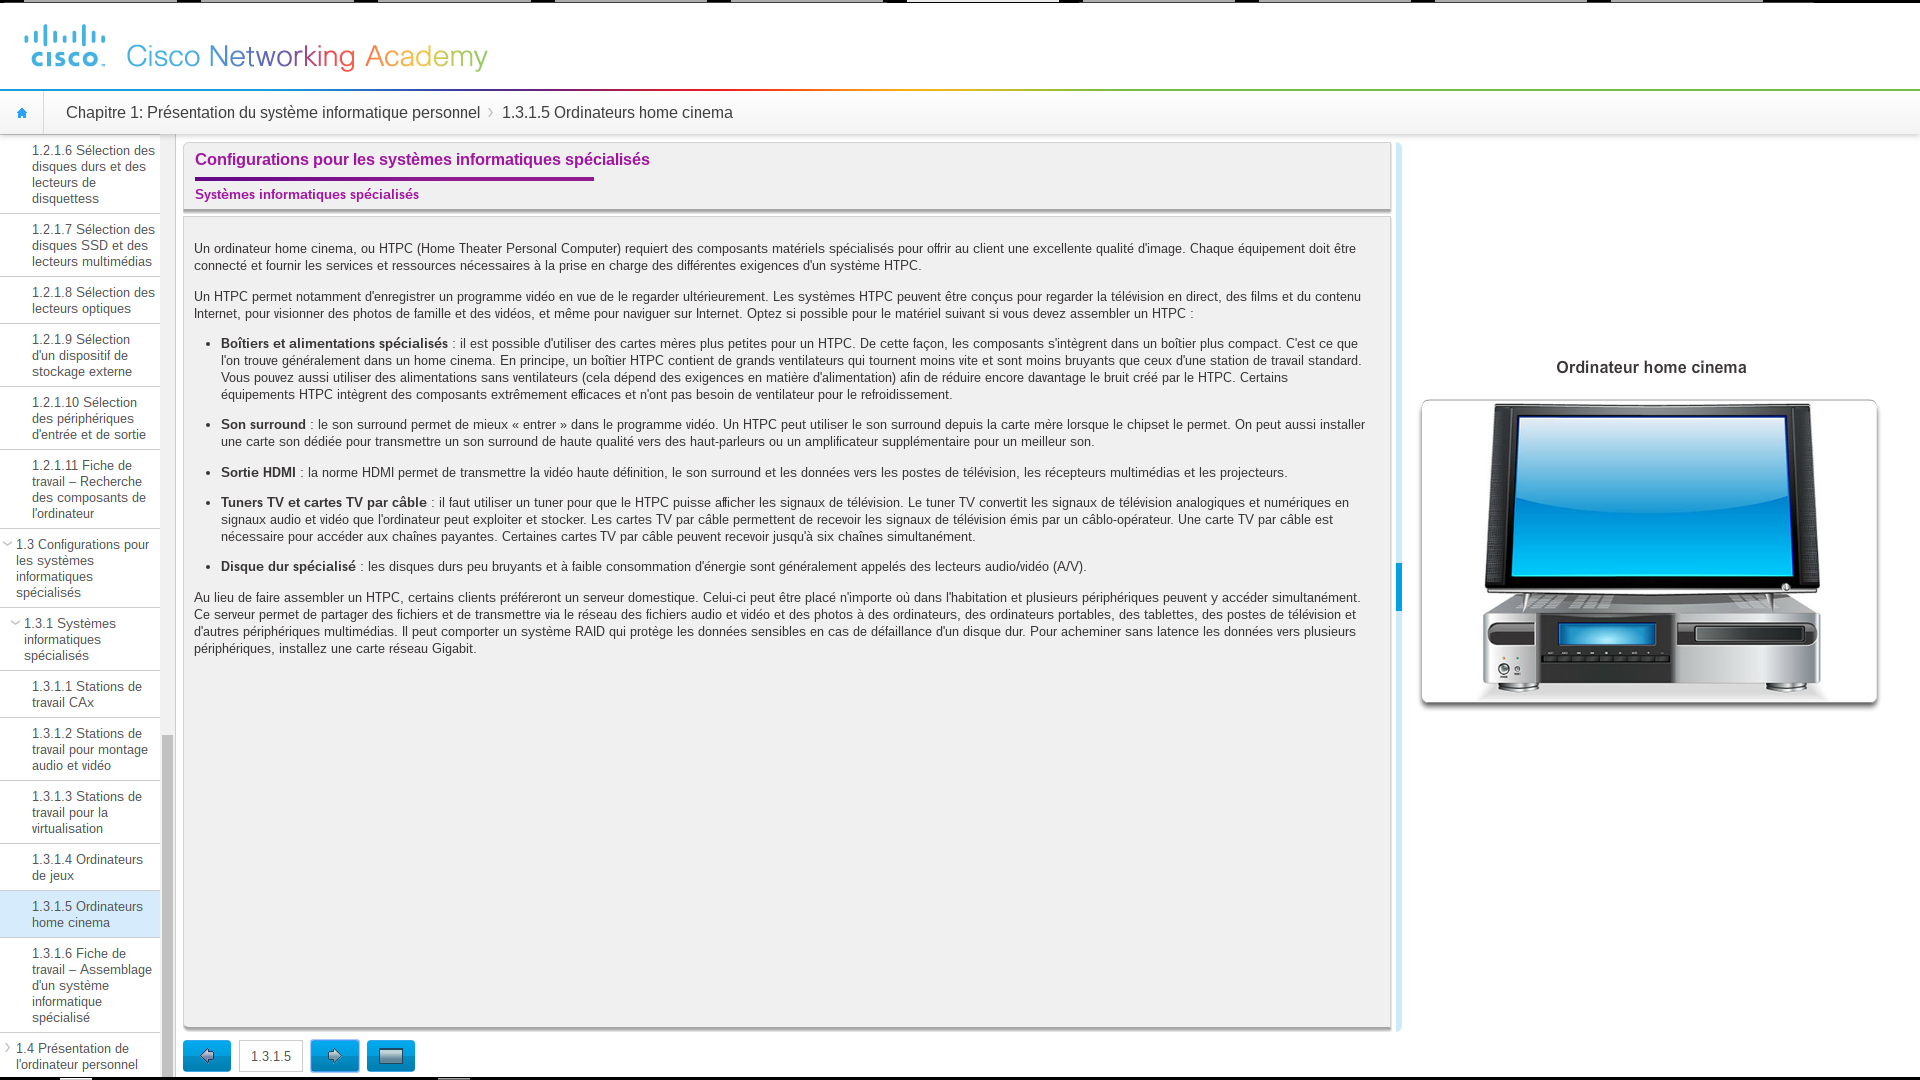 cisco
Cisco Networking Academy
Chapitre 1: Présentation du système informatique personnel
1.3.1.5 Ordinateurs home cinema
1.2.1.6 Sélection des
disques durs et des
lecteurs de
disquettess
1.2.1.7 Sélection des
disques SSD et des
lecteurs multimédias
1.2.1.8 Sélection des
lecteurs optiques
1.2.1.9 Sélection
d'un dispositif de
stockage externe
1.2.1.10 Sélection
des périphériques
d'entrée et de sortie
1.2.1.11 Fiche de
travail – Recherche
des composants de
l'ordinateur
1.3 Configurations pour
les systèmes
informatiques
spécialisés
1.3.1 Systèmes
informatiques
spécialisés
1.3.1.1 Stations de
travail CAx
1.3.1.2 Stations de
travail pour montage
audio et vidéo
1.3.1.3 Stations de
travail pour la
virtualisation
1.3.1.4 Ordinateurs
de jeux
1.3.1.5 Ordinateurs
home cinema
1.3.1.6 Fiche de
travail – Assemblage
d'un système
informatique
spécialisé
1.4 Présentation de
l'ordinateur personnel
Configurations pour les systèmes informatiques spécialisés
Systèmes informatiques spécialisés
Un ordinateur home cinema, ou HTPC (Home Theater Personal Computer) requiert des composants matériels spécialisés pour offrir au client une excellente qualité d'image. Chaque équipement doit être
connecté et fournir les services et ressources nécessaires à la prise en charge des différentes exigences d'un système HTPC.
Un HTPC permet notamment d'enregistrer un programme vidéo en vue de le regarder ultérieurement. Les systèmes HTPC peuvent être conçus pour regarder la télévision en direct, des films et du contenu
Internet, pour visionner des photos de famille et des vidéos, et même pour naviguer sur Internet. Optez si possible pour le matériel suivant si vous devez assembler un HTPC :
• Boîtiers et alimentations spécialisés : il est possible d'utiliser des cartes mères plus petites pour un HTPC. De cette façon, les composants s'intègrent dans un boîtier plus compact. C'est ce que
l'on trouve généralement dans un home cinema. En principe, un boîtier HTPC contient de grands ventilateurs qui tournent moins vite et sont moins bruyants que ceux d'une station de travail standard.
Vous pouvez aussi utiliser des alimentations sans ventilateurs (cela dépend des exigences en matière d'alimentation) afin de réduire encore davantage le bruit créé par le HTPC. Certains
équipements HTPC intègrent des composants extrêmement efficaces et n'ont pas besoin de ventilateur pour le refroidissement.
• Son surround : le son surround permet de mieux « entrer » dans le programme vidéo. Un HTPC peut utiliser le son surround depuis la carte mère lorsque le chipset le permet. On peut aussi installer
une carte son dédiée pour transmettre un son surround de haute qualité vers des haut-parleurs ou un amplificateur supplémentaire pour un meilleur son.
• Sortie HDMI : la norme HDMI permet de transmettre la vidéo haute définition, le son surround et les données vers les postes de télévision, les récepteurs multimédias et les projecteurs.
• Tuners TV et cartes TV par câble : il faut utiliser un tuner pour que le HTPC puisse afficher les signaux de télévision. Le tuner TV convertit les signaux de télévision analogiques et numériques en
signaux audio et vidéo que l'ordinateur peut exploiter et stocker. Les cartes TV par câble permettent de recevoir les signaux de télévision émis par un câblo-opérateur. Une carte TV par câble est
nécessaire pour accéder aux chaînes payantes. Certaines cartes TV par câble peuvent recevoir jusqu'à six chaînes simultanément.
• Disque dur spécialisé : les disques durs peu bruyants et à faible consommation d'énergie sont généralement appelés des lecteurs audio/vidéo (A/V).
Au lieu de faire assembler un HTPC, certains clients préféreront un serveur domestique. Celui-ci peut être placé n'importe où dans l'habitation et plusieurs périphériques peuvent y accéder simultanément.
Ce serveur permet de partager des fichiers et de transmettre via le réseau des fichiers audio et vidéo et des photos à des ordinateurs, des ordinateurs portables, des tablettes, des postes de télévision et
d'autres périphériques multimédias. Il peut comporter un système RAID qui protège les données sensibles en cas de défaillance d'un disque dur. Pour acheminer sans latence les données vers plusieurs
périphériques, installez une carte réseau Gigabit.
1.3.1.5
Ordinateur home cinema